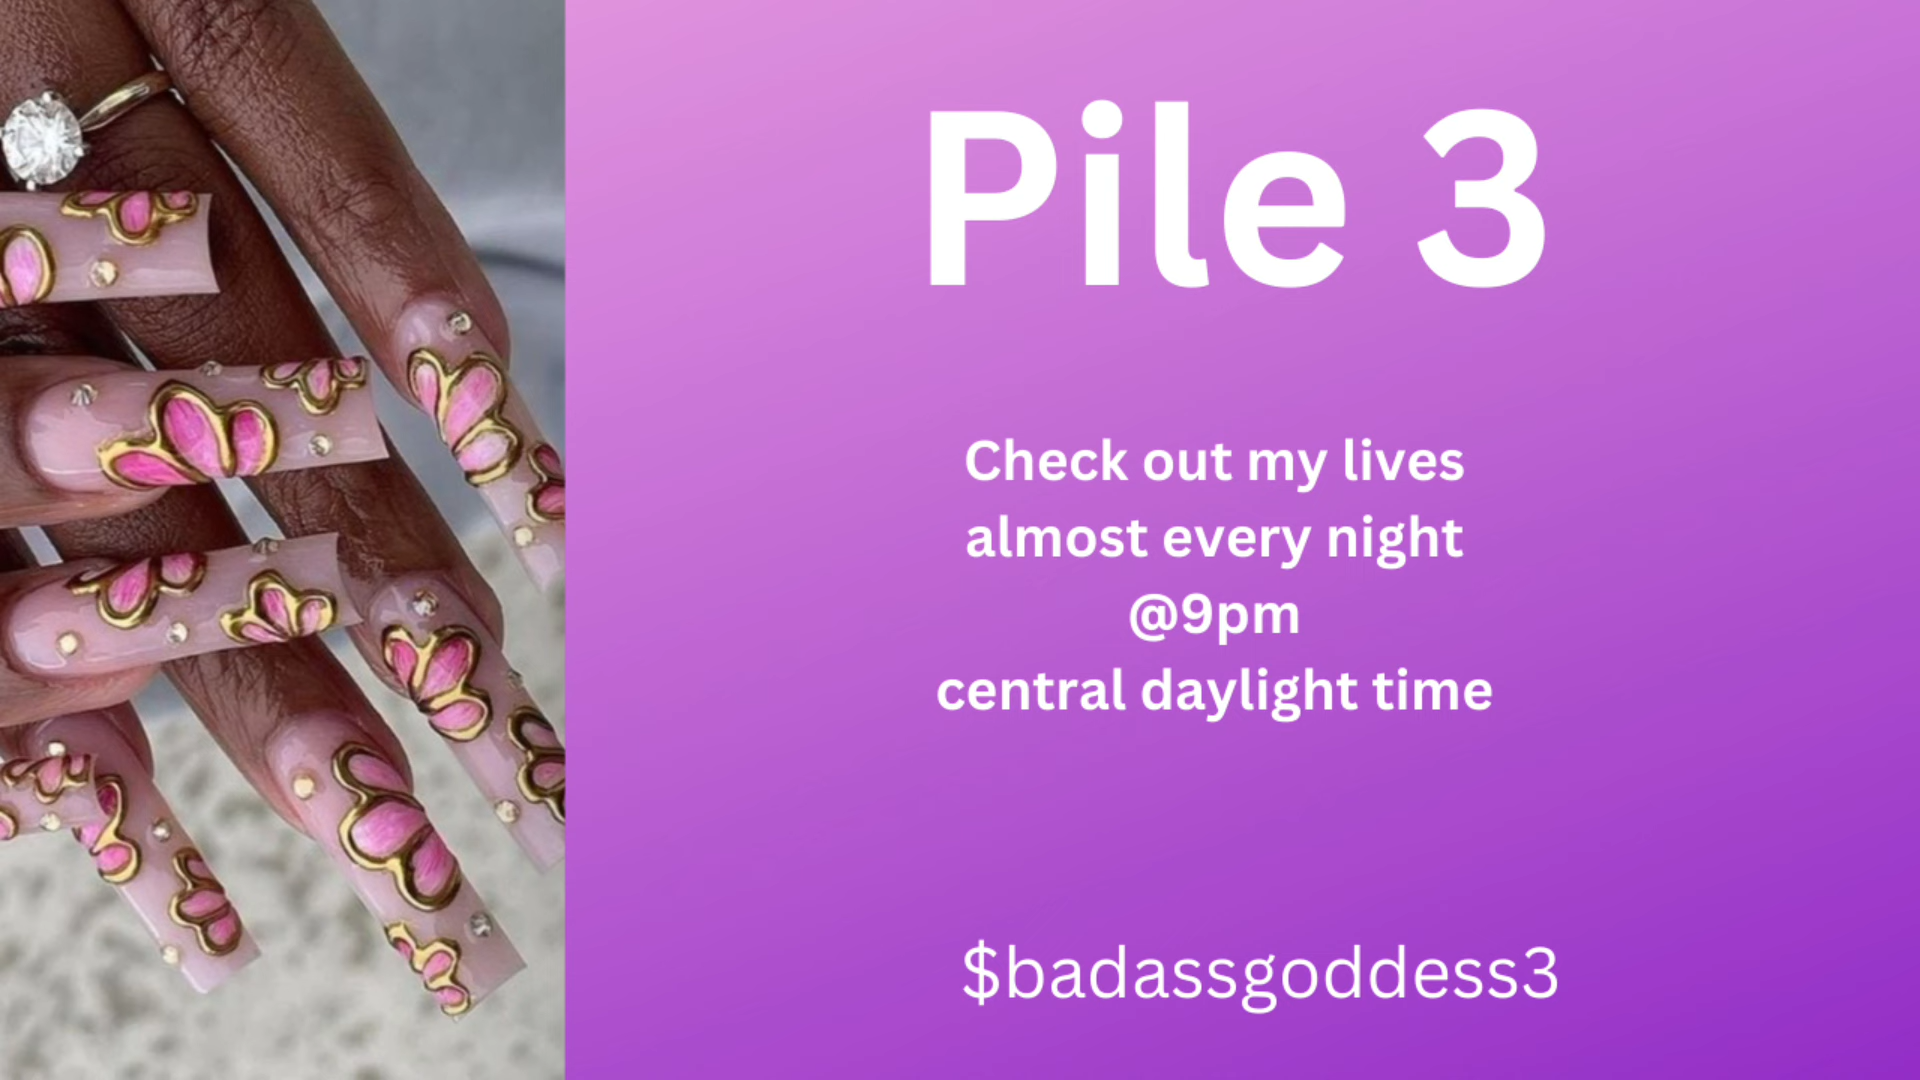 Pile 3
Check out my lives
almost every night
@9pm
central daylight time
$badassgoddess3